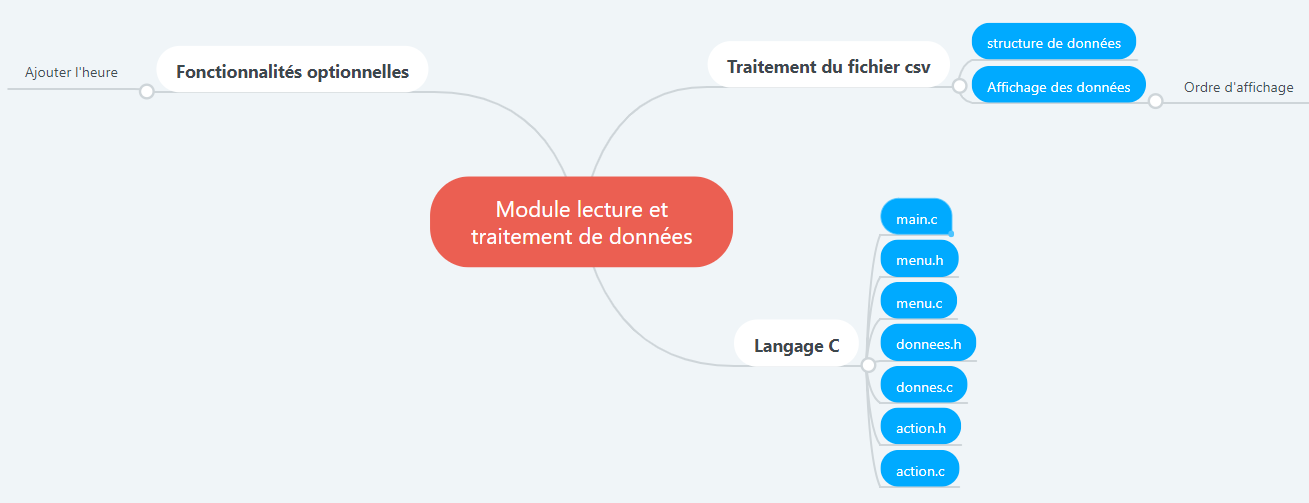 Fonctionnalités optionnelles
Ajouter l'heure
Module lecture et
traitement de données
Traitement du fichier csv
structure de données
Affichage des données
Ordre d'affichage
Langage C
main.c
menu.h
menu.c
donnees.h
donnes.c
action.h
action.c